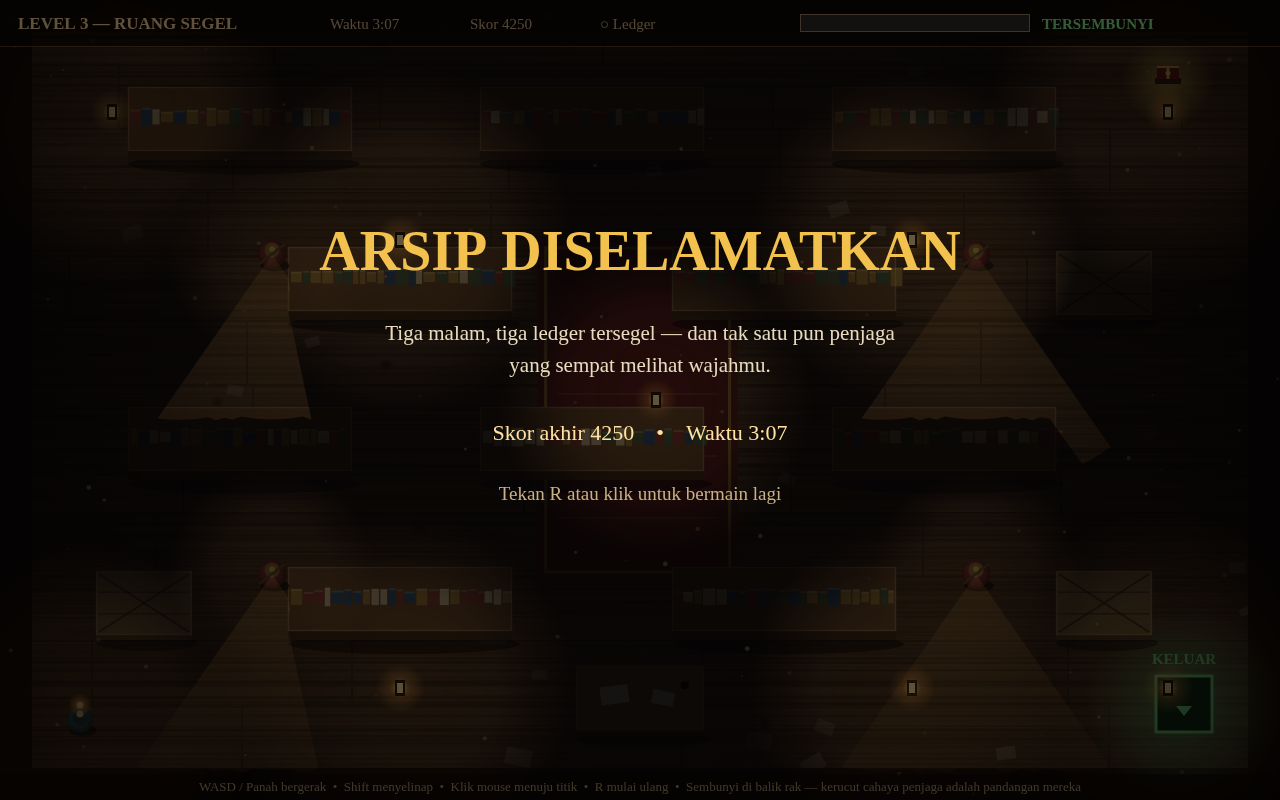 LEVEL 3 — RUANG SEGEL
Waktu 3:07
Skor 4250
○ Ledger
TERSEMBUNYI
ARSIP DISELAMATKAN
Tiga malam, tiga ledger tersegel — dan tak satu pun penjaga
yang sempat melihat wajahmu.
Skor akhir 4250 • Waktu 3:07
Tekan R atau klik untuk bermain lagi
KELUAR
WASD / Panah bergerak • Shift menyelinap • Klik mouse menuju titik • R mulai ulang • Sembunyi di balik rak — kerucut cahaya penjaga adalah pandangan mereka